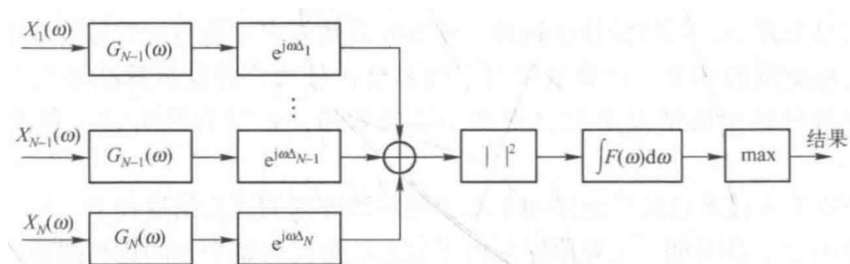 X₁(ω) G_{N-1}(ω) e^{jωΔ₁}
⋮
X_{N-1}(ω) G_{N-1}(ω) e^{jωΔ_{N-1}} | |² ∫F(ω)dω max 结果
X_N(ω) G_N(ω) e^{jωΔ_N}